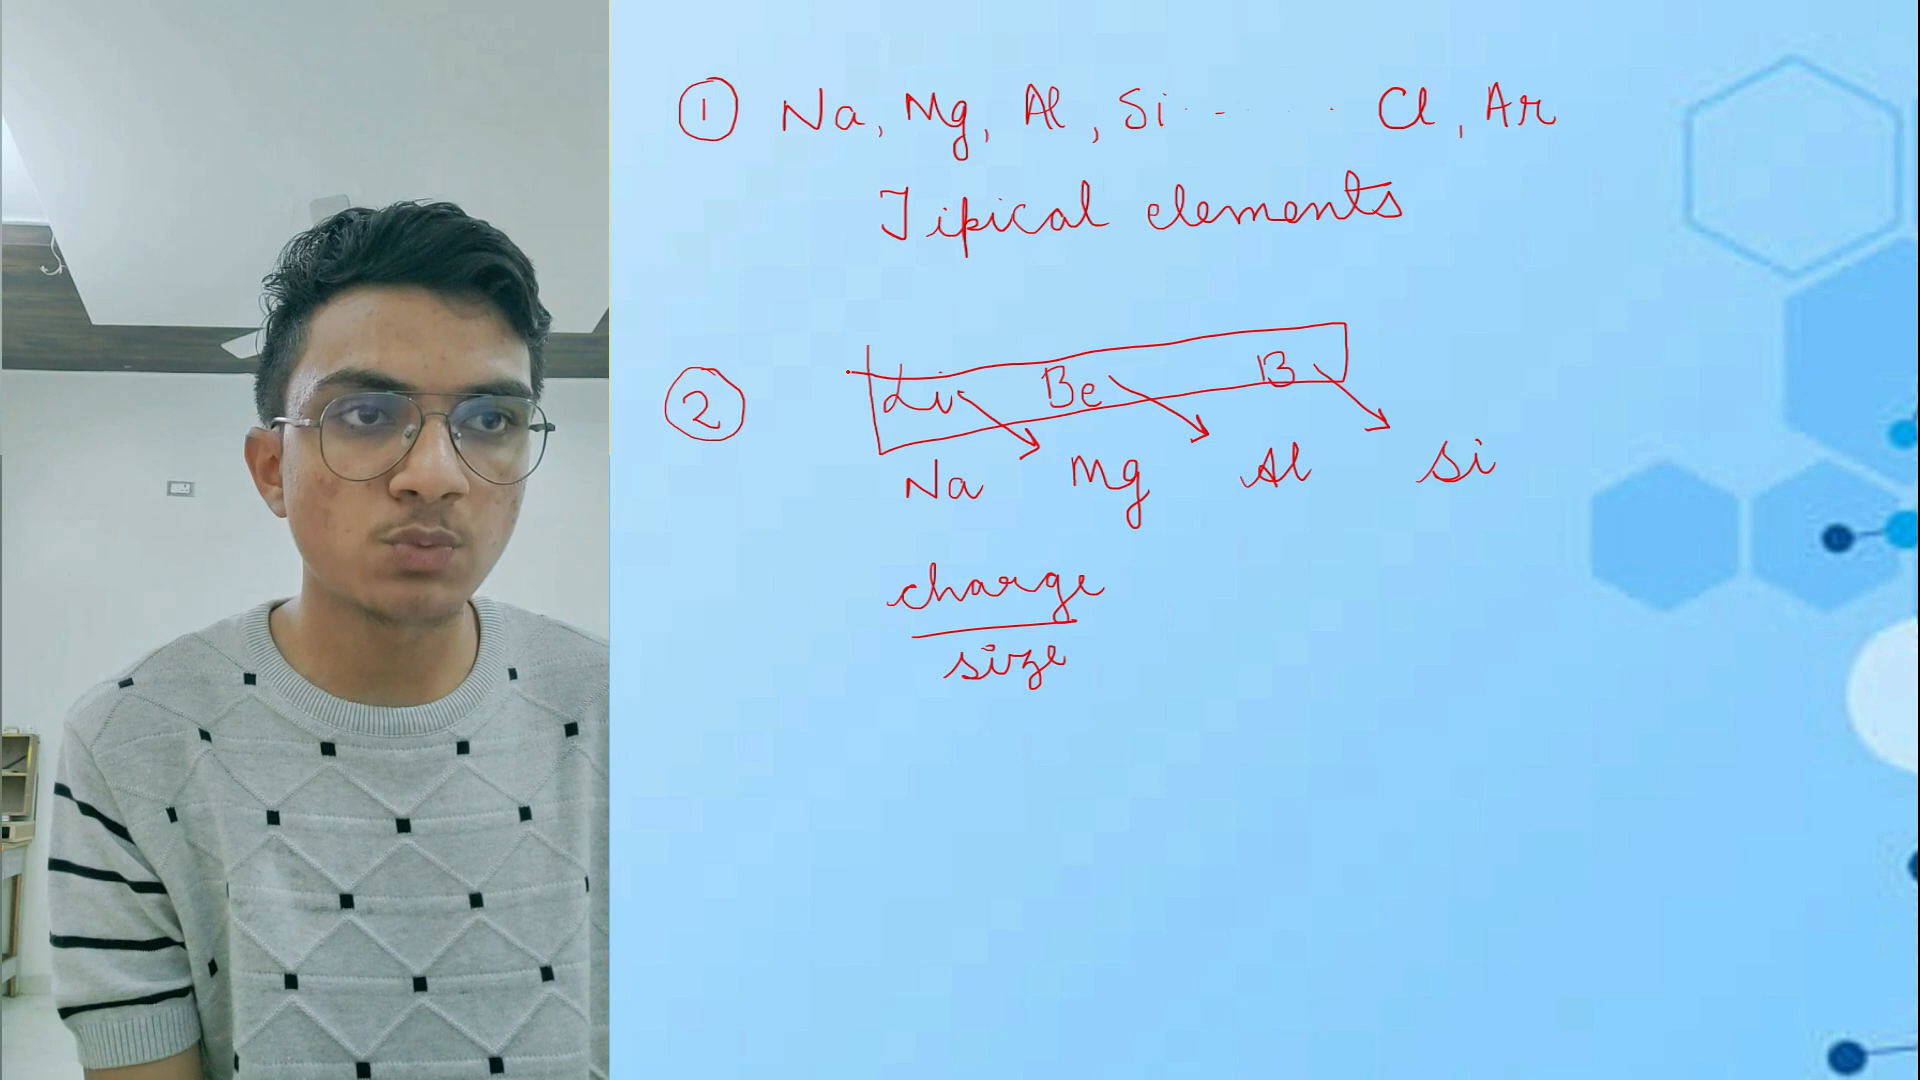 1 Na, Mg, Al, Si ..-.... Cl, Ar
Tipical elements
2 Li Be B
Na Mg Al Si
charge
size